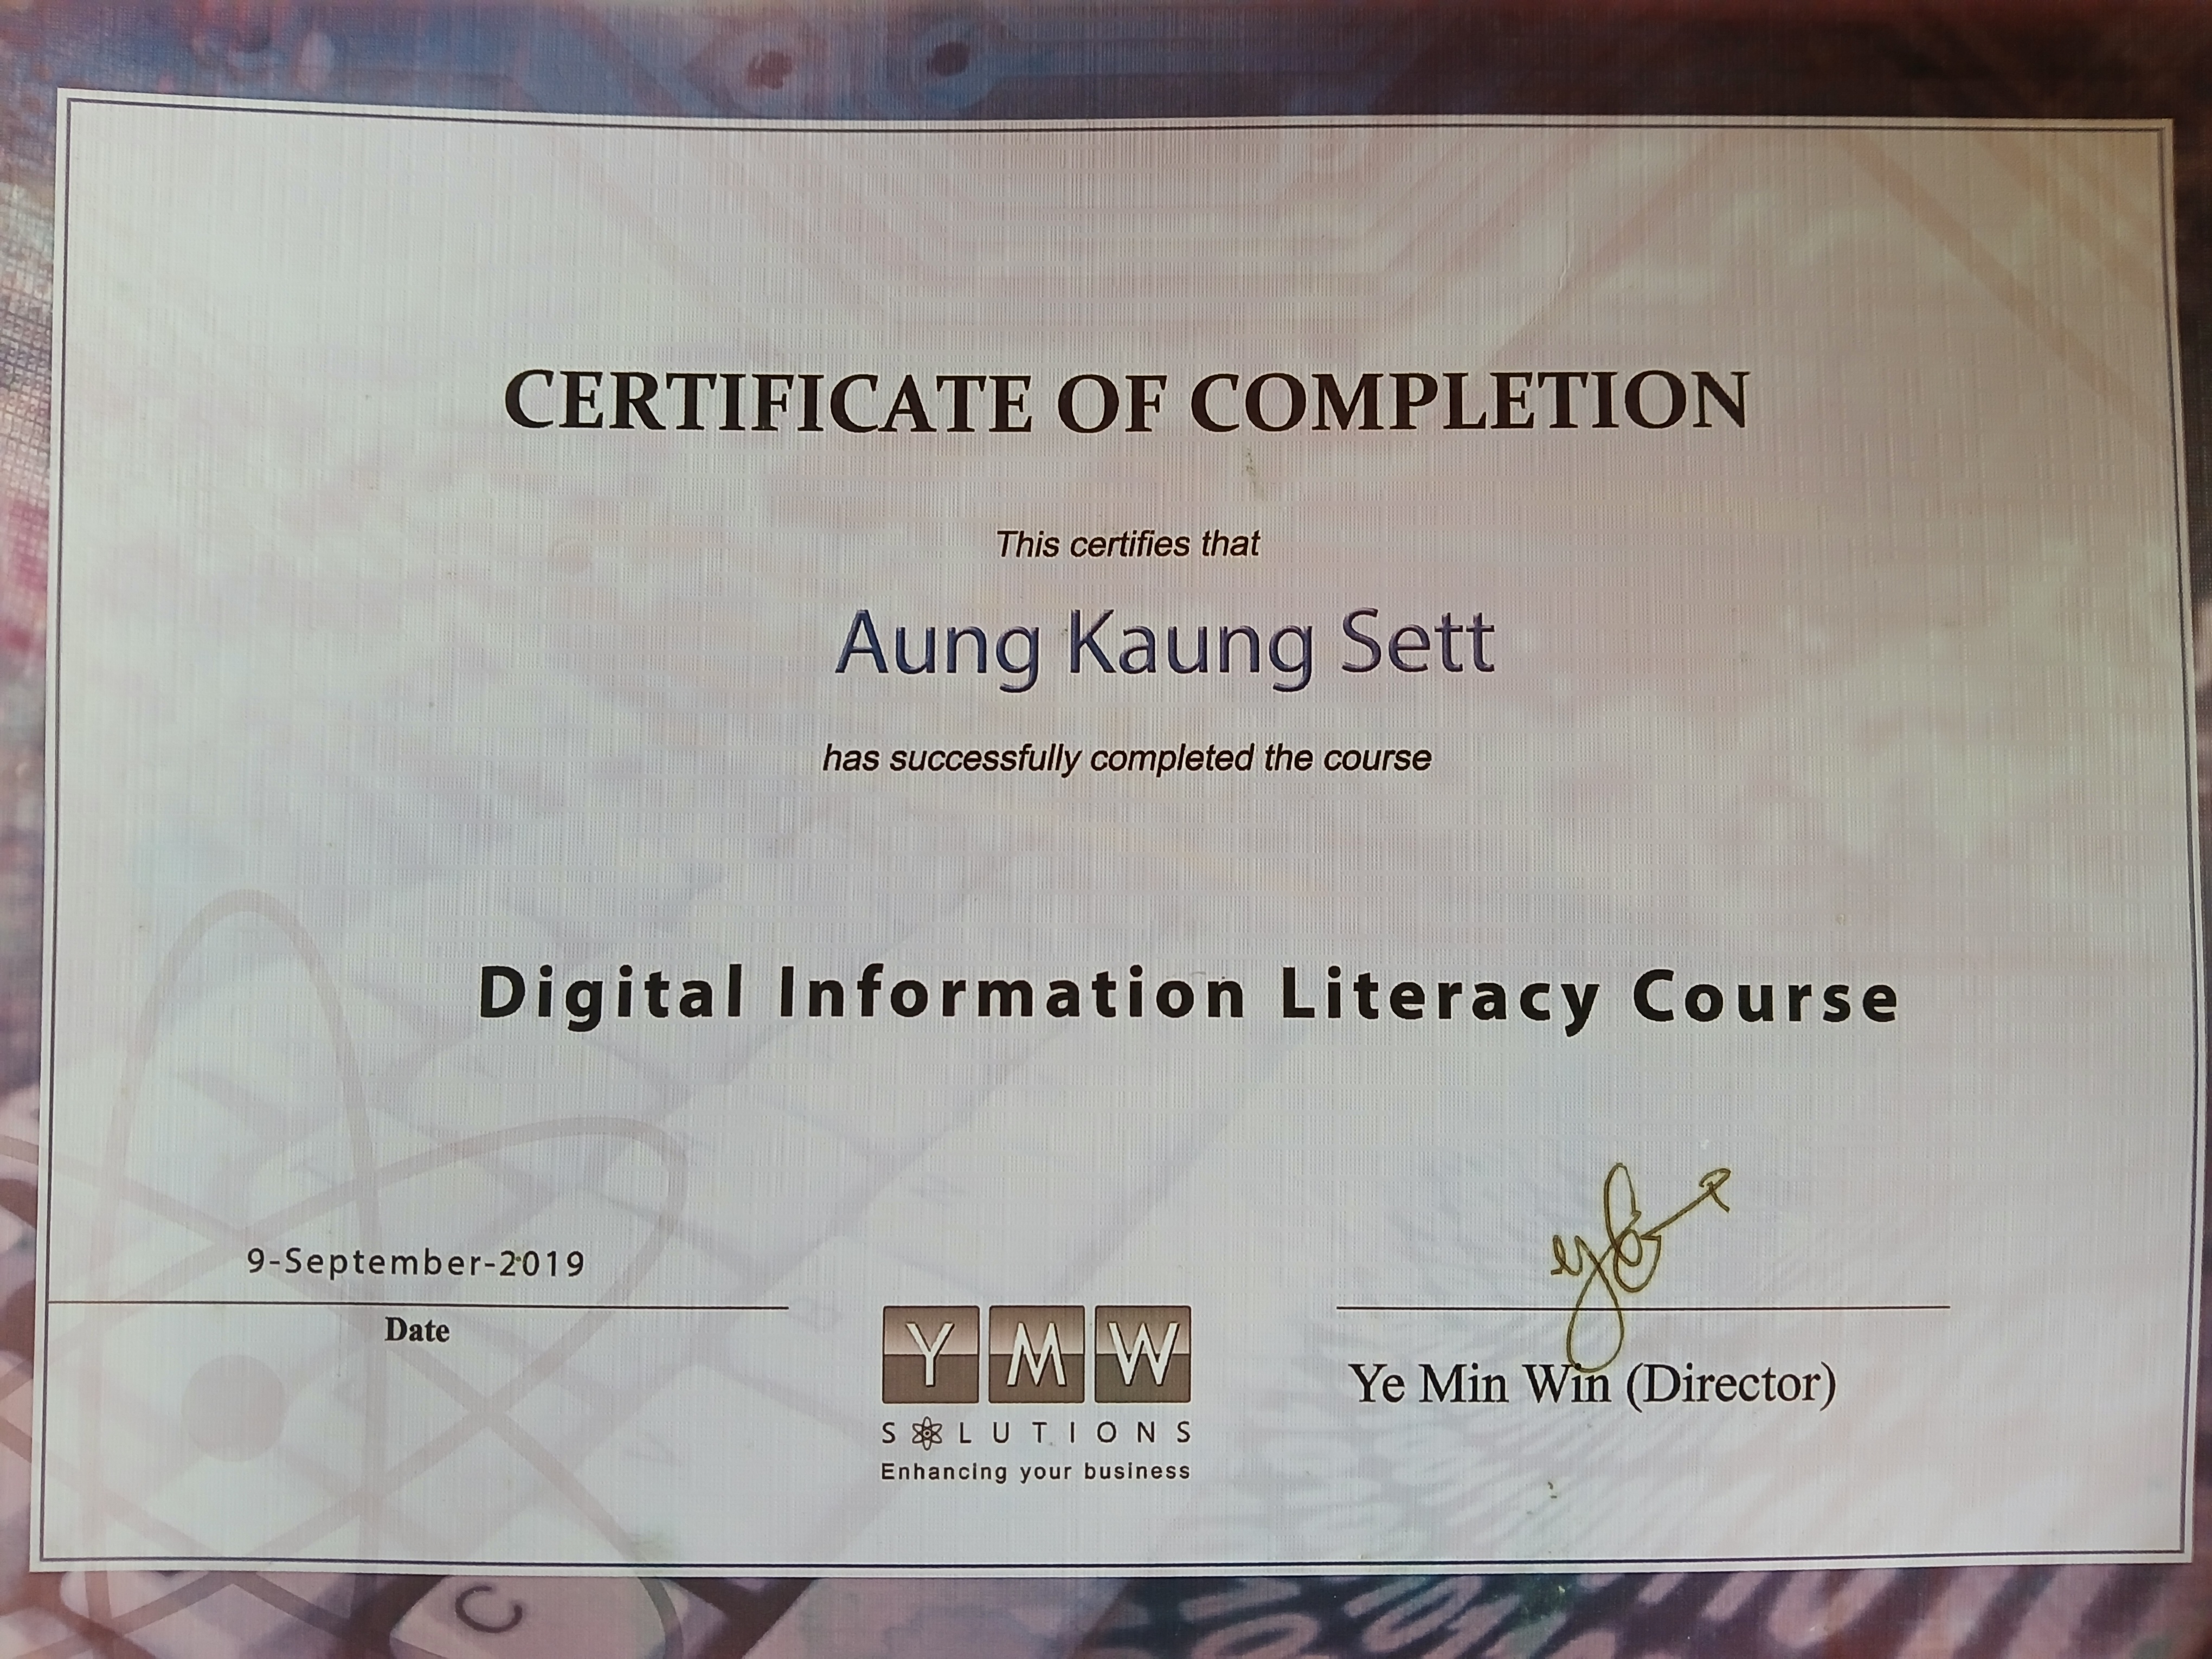 CERTIFICATE OF COMPLETION
This certifies that
Aung Kaung Sett
has successfully completed the course
Digital Information Literacy Course
9-September-2019
Date
YMW
SOLUTIONS
Enhancing your business
Ye Min Win (Director)